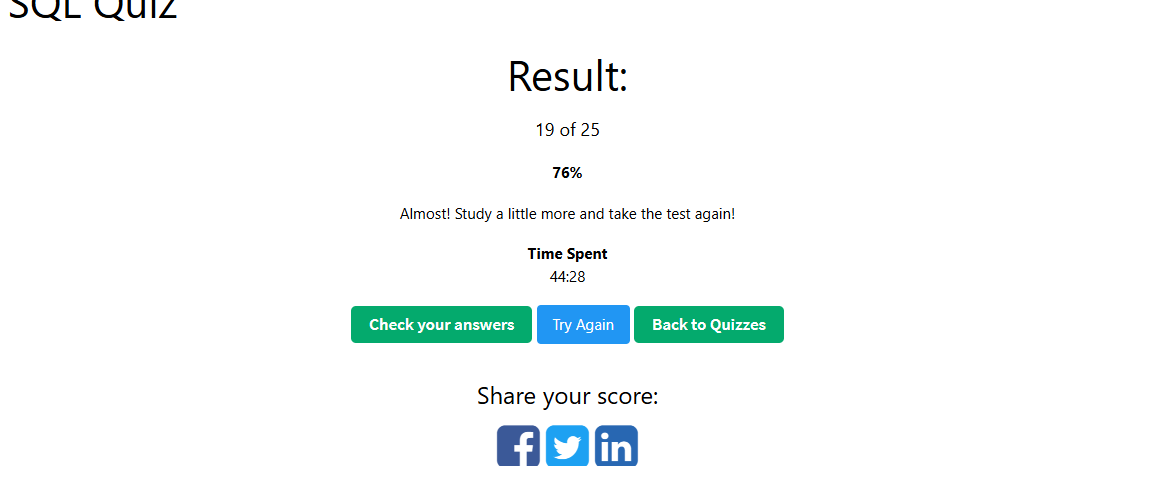 SQL Quiz
Result:
19 of 25
76%
Almost! Study a little more and take the test again!
Time Spent
44:28
Check your answers Try Again Back to Quizzes
Share your score: